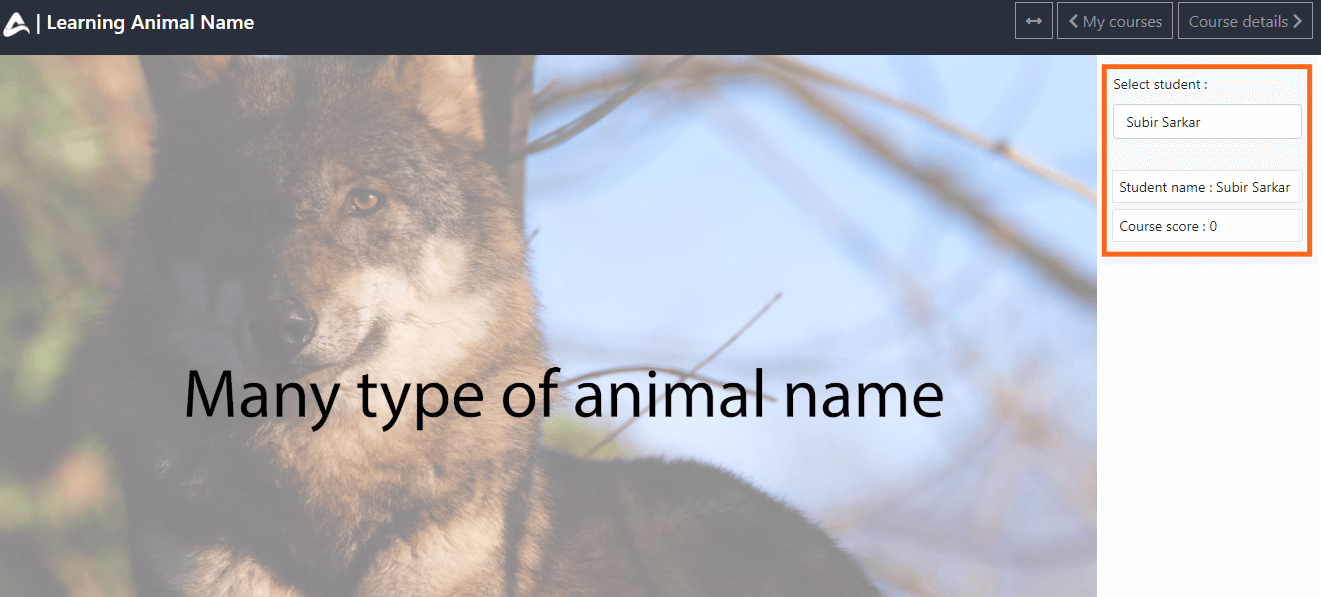 | Learning Animal Name
My courses
Course details
Select student :
Subir Sarkar
Student name : Subir Sarkar
Course score : 0
Many type of animal name